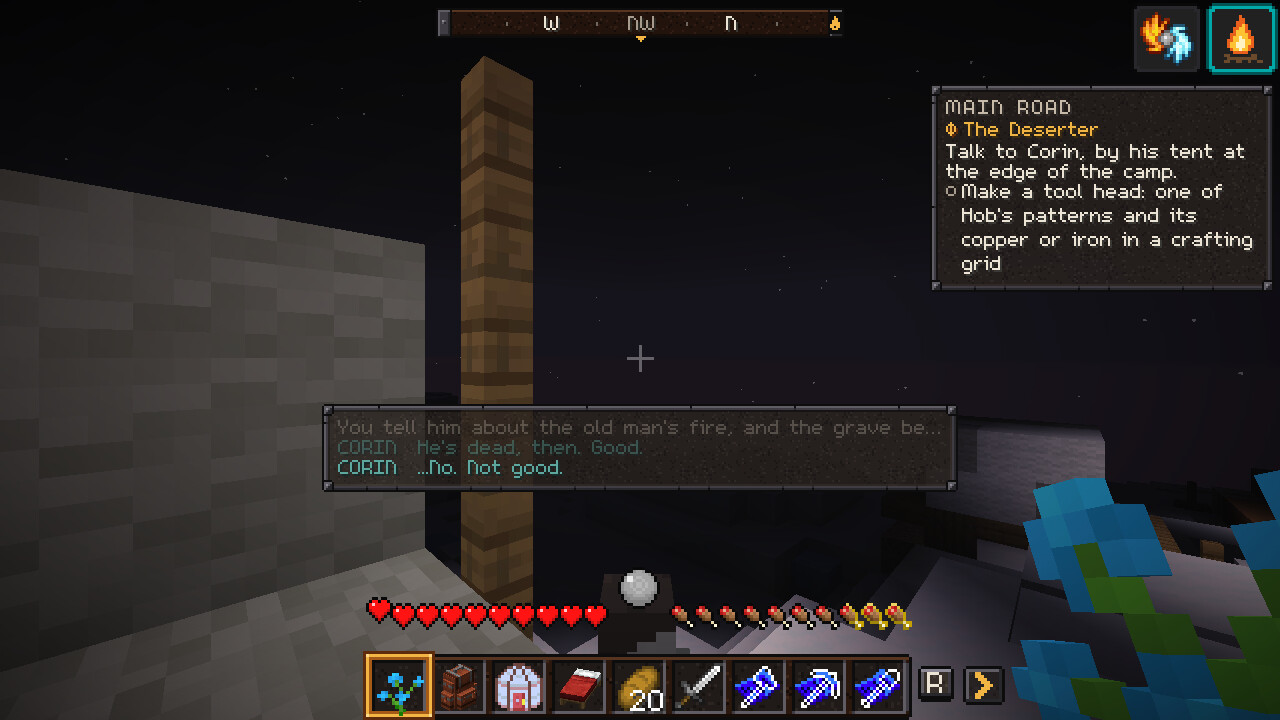 W NW N
MAIN ROAD
The Deserter
Talk to Corin, by his tent at
the edge of the camp.
Make a tool head: one of
Hob's patterns and its
copper or iron in a crafting
grid
You tell him about the old man's fire, and the grave be...
CORIN He's dead, then. Good.
CORIN ...No. Not good.
20
R